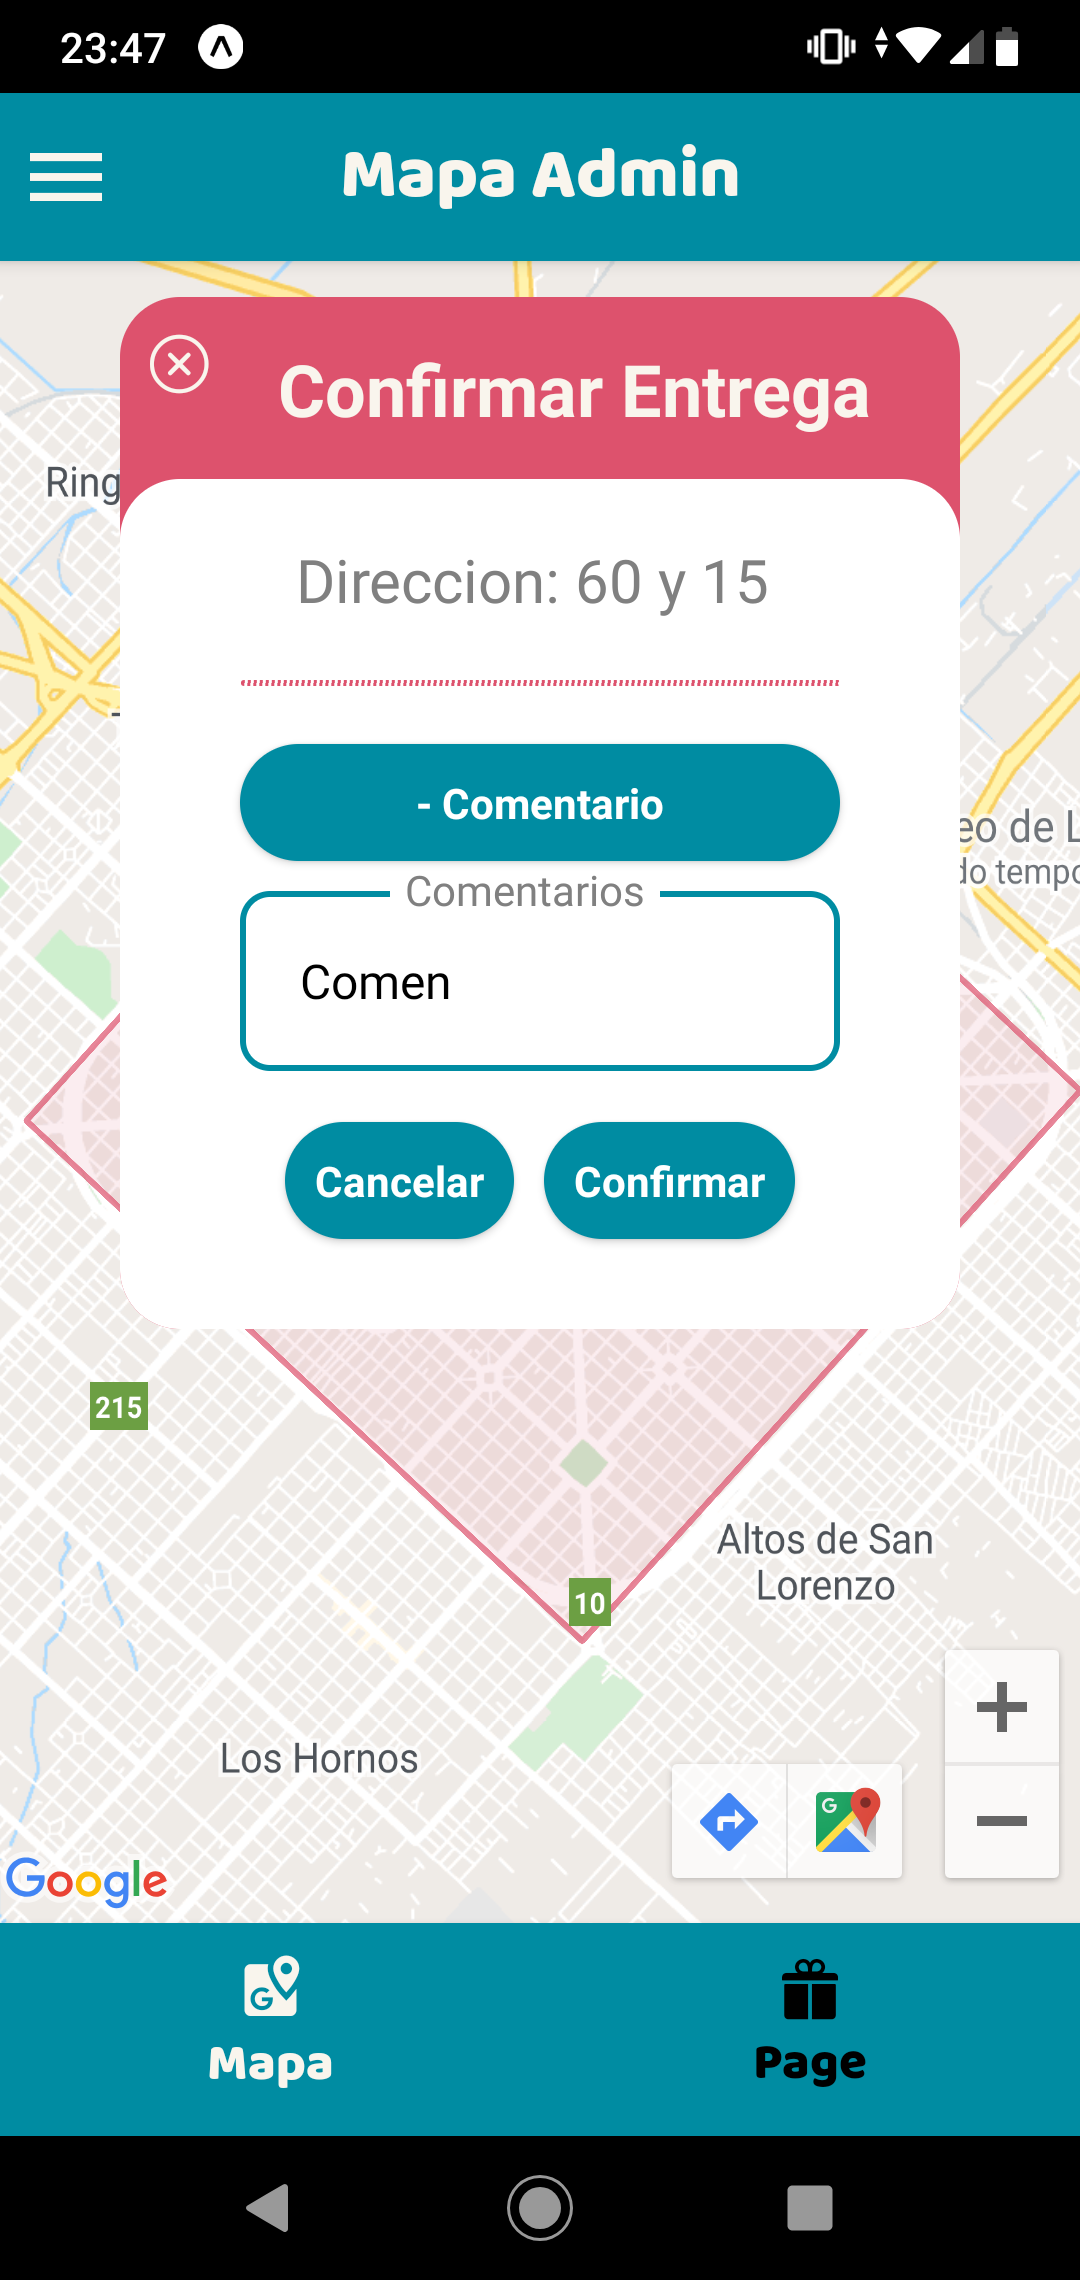 23:47
Mapa Admin
Confirmar Entrega
Ring
Direccion: 60 y 15
- Comentario
eo de L
do tempo
Comentarios
Comen
Cancelar Confirmar
215
Altos de San
Lorenzo
10
Los Hornos
G
Google
G
Mapa Page